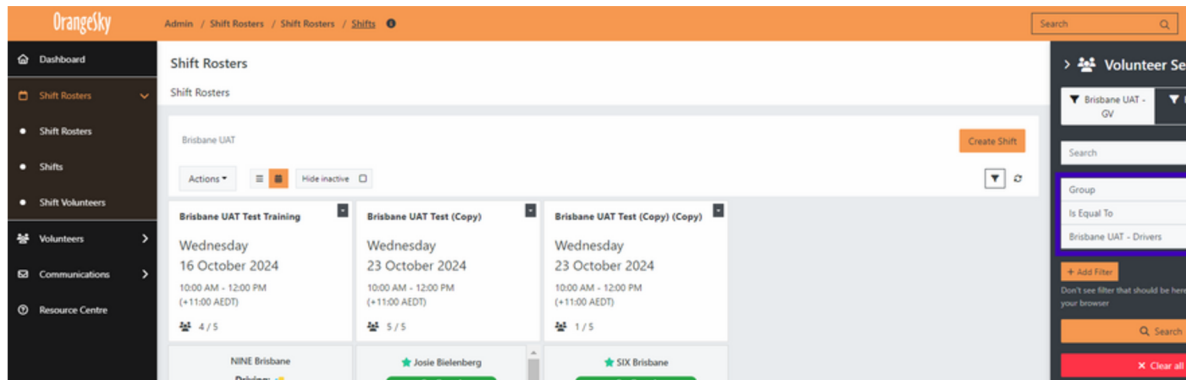 OrangeSky
Admin / Shift Rosters / Shift Rosters / Shifts
Search
Dashboard
Shift Rosters
Shift Rosters
Shifts
Shift Volunteers
Volunteers
Communications
Resource Centre
Shift Rosters
Shift Rosters
Brisbane UAT
Create Shift
Actions
Hide inactive
Brisbane UAT Test Training
Wednesday
16 October 2024
10:00 AM - 12:00 PM
(+11:00 AEDT)
4 / 5
NINE Brisbane
Driving:
Brisbane UAT Test (Copy)
Wednesday
23 October 2024
10:00 AM - 12:00 PM
(+11:00 AEDT)
5 / 5
Josie Bielenberg
Brisbane UAT Test (Copy) (Copy)
Wednesday
23 October 2024
10:00 AM - 12:00 PM
(+11:00 AEDT)
1 / 5
SIX Brisbane
Volunteer Se
Brisbane UAT -
GV
Search
Group
Is Equal To
Brisbane UAT - Drivers
+ Add Filter
Don't see filter that should be here
your browser
Search
Clear all